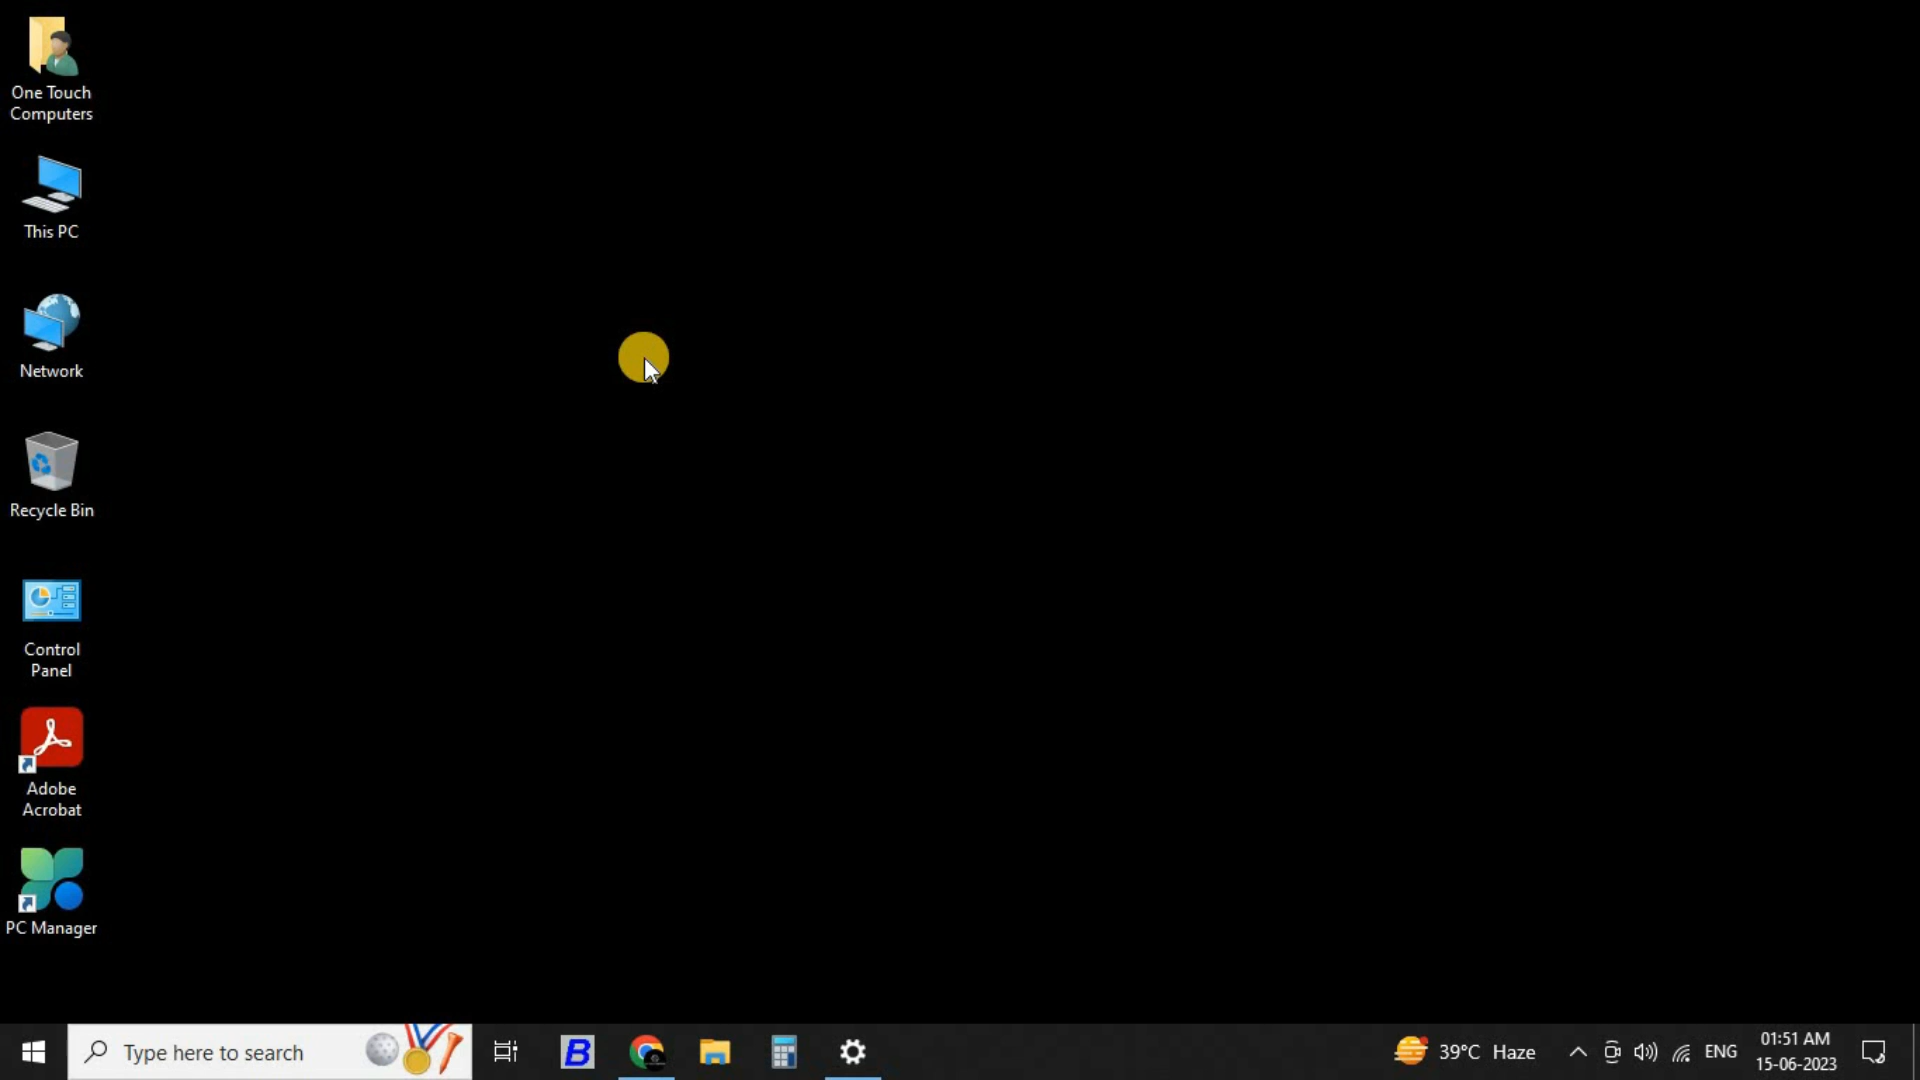 One Touch
Computers
This PC
Network
Recycle Bin
Control
Panel
Adobe
Acrobat
PC Manager
Type here to search
B
39°C Haze
ENG
01:51 AM
15-06-2023